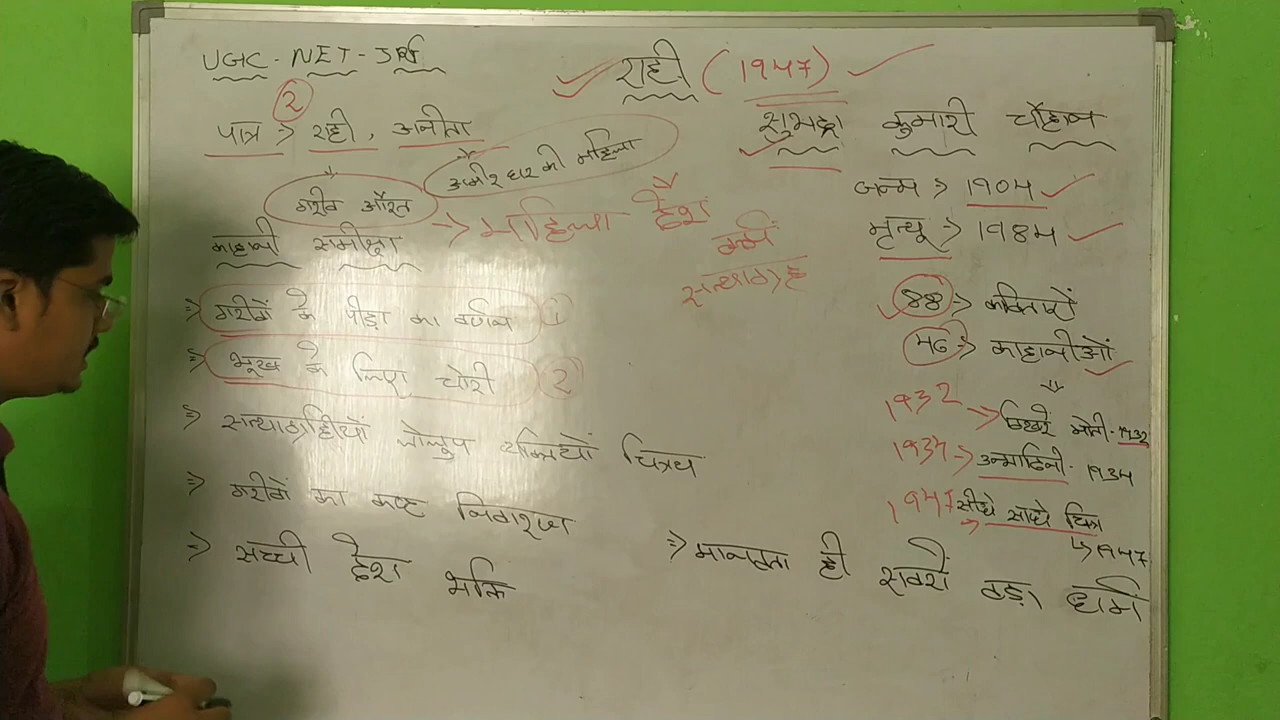 UGC-NET-JRF
राही (1947)
सुभद्रा कुमारी चौहान
2
पात्र -> राही, अनीता
अमीर घर की महिला
गरीब औरत
-> महिला देश
कर्म
सत्याग्रह
जन्म -> 1904
मृत्यू -> 1984
कहानी समीक्षा
=> गरीबों के पीड़ा का वर्णन 1
=> भूख के लिए चोरी 2
=> सत्याग्रहीयों लोलुप चित्रण
=> गरीबों का कष्ट निवारण
=> सच्ची देश भक्ति
88 -> कविताएें
46 -> कहानीओं
1932 -> बिखरे मोती - 1932
1934 -> उन्मादिनी - 1934
1947 सीधे साधे चित्र
-> 1947
=> मानवता ही सबसे बड़ा धर्म